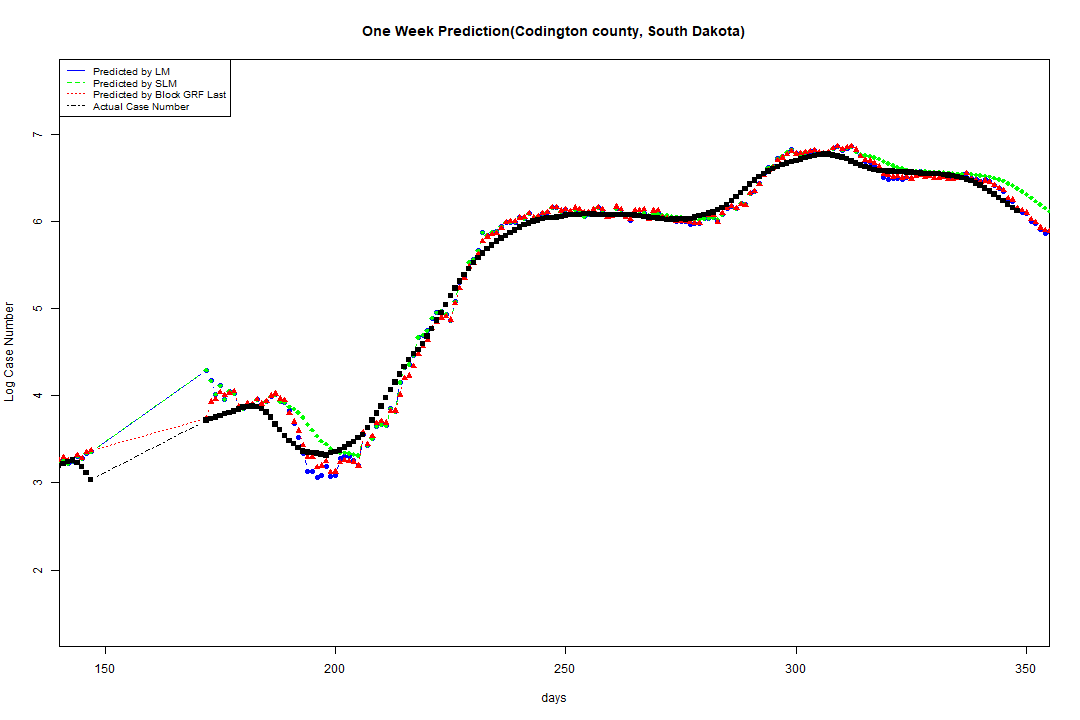 One Week Prediction(Codington county, South Dakota)
Predicted by LM
Predicted by SLM
Predicted by Block GRF Last
Actual Case Number
7
6
5
4
3
2
Log Case Number
150 200 250 300 350
days